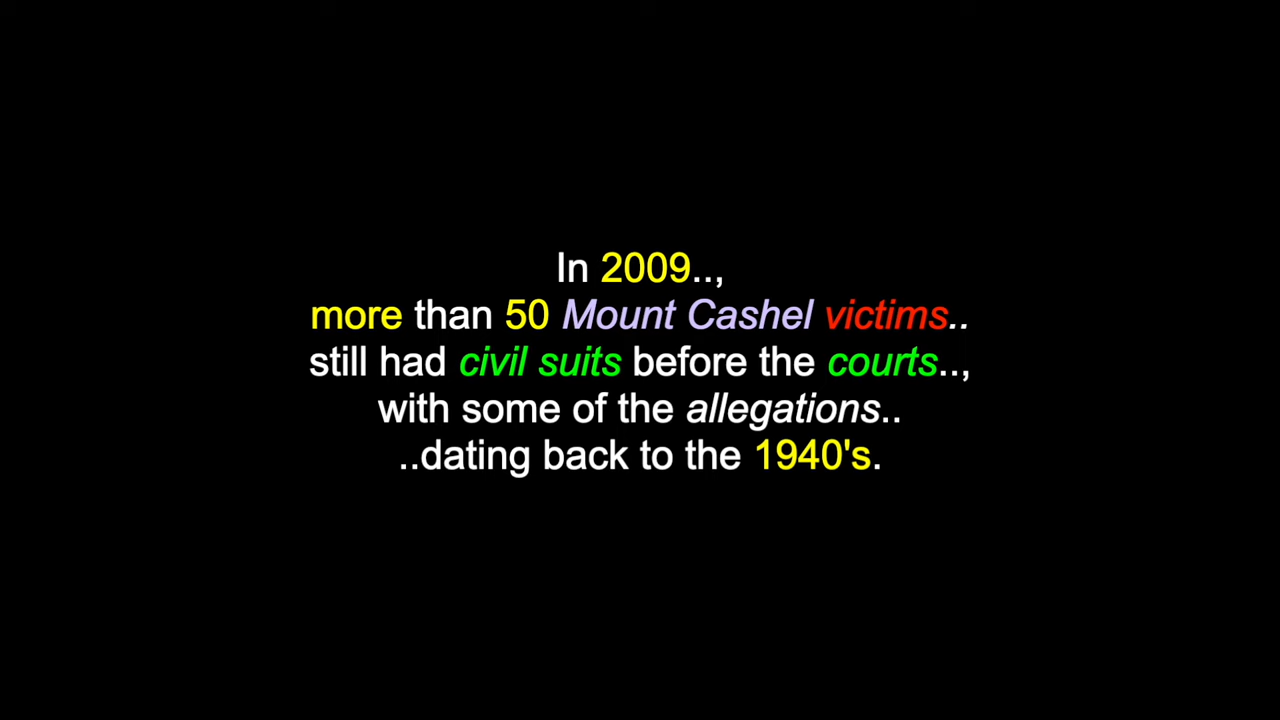 In 2009..,
more than 50 Mount Cashel victims..
still had civil suits before the courts..,
with some of the allegations..
..dating back to the 1940's.